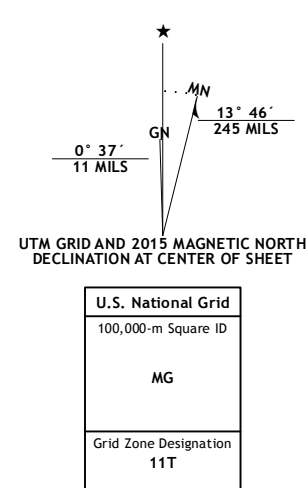 ★
MN
13° 46´
245 MILS
GN
0° 37´
11 MILS
UTM GRID AND 2015 MAGNETIC NORTH
DECLINATION AT CENTER OF SHEET
U.S. National Grid
100,000-m Square ID
MG
Grid Zone Designation
11T